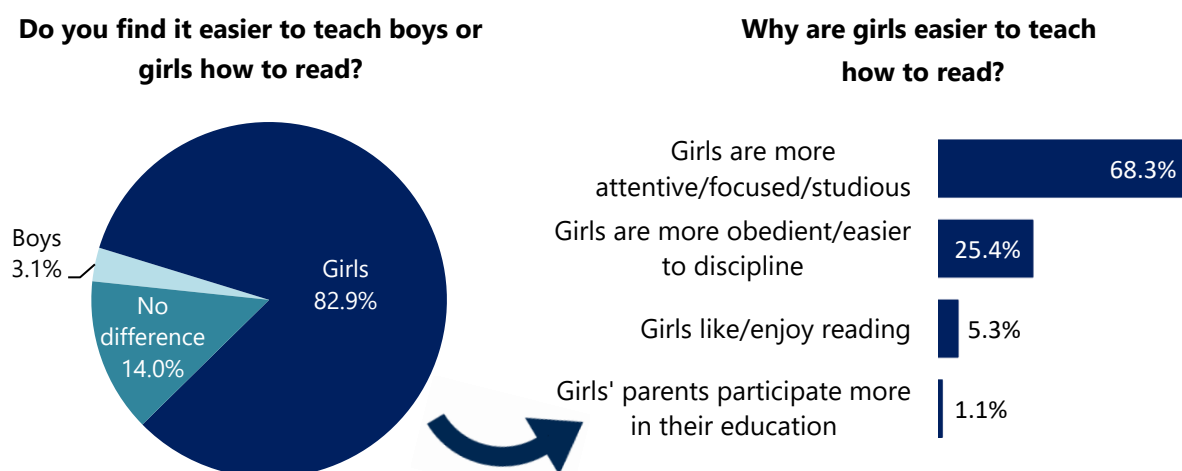 Do you find it easier to teach boys or
girls how to read?
Boys
3.1%
Girls
82.9%
No
difference
14.0%
Why are girls easier to teach
how to read?
Girls are more
attentive/focused/studious
68.3%
Girls are more obedient/easier
to discipline
25.4%
Girls like/enjoy reading
5.3%
Girls' parents participate more
in their education
1.1%